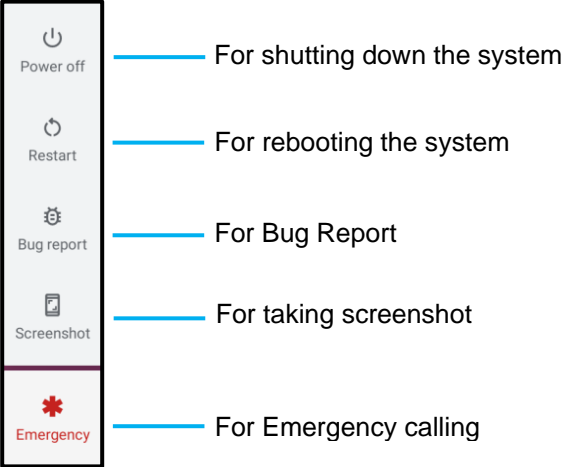 Power off
For shutting down the system
Restart
For rebooting the system
Bug report
For Bug Report
Screenshot
For taking screenshot
Emergency
For Emergency calling